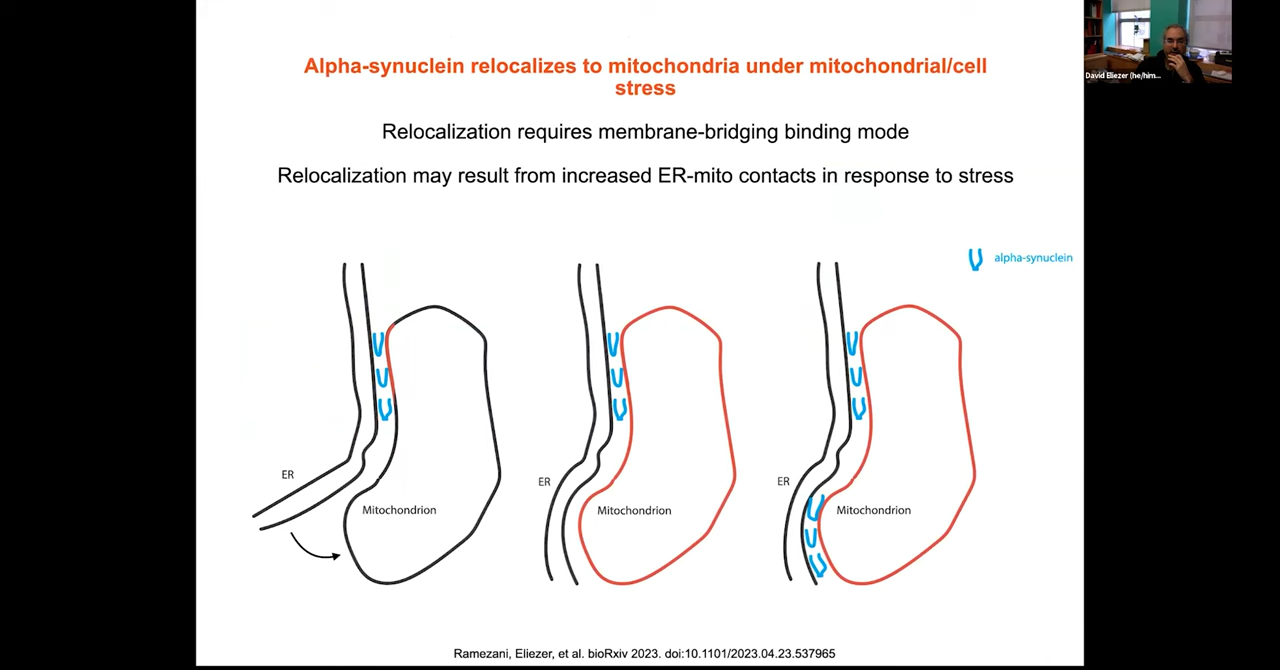 Alpha-synuclein relocalizes to mitochondria under mitochondrial/cell
stress
Relocalization requires membrane-bridging binding mode
Relocalization may result from increased ER-mito contacts in response to stress
alpha-synuclein
ER
Mitochondrion
ER
Mitochondrion
ER
Mitochondrion
Ramezani, Eliezer, et al. bioRxiv 2023. doi:10.1101/2023.04.23.537965
David Eliezer (he/him...